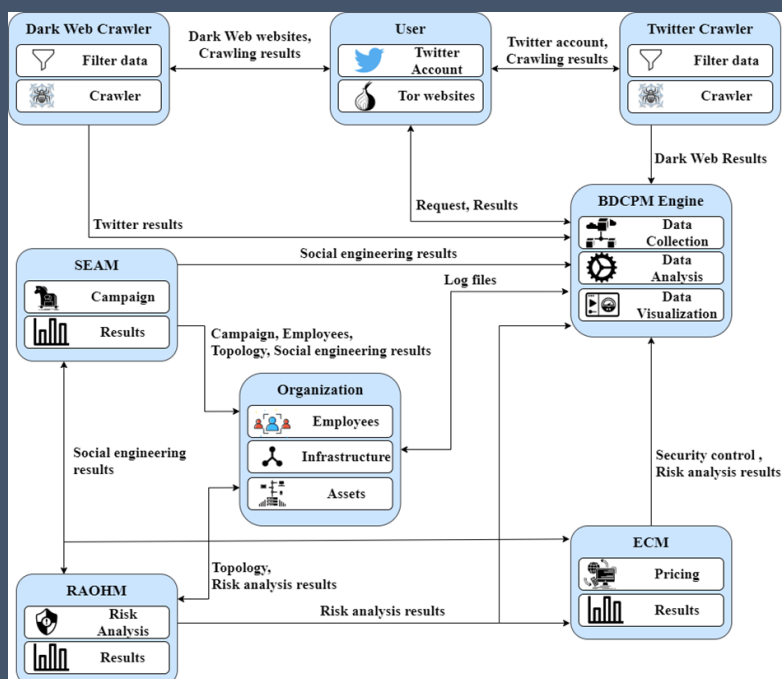 Dark Web Crawler
Filter data
Crawler
Dark Web websites,
Crawling results
User
Twitter
Account
Tor websites
Twitter account,
Crawling results
Twitter Crawler
Filter data
Crawler
Dark Web Results
Request, Results
Twitter results
BDCPM Engine
Data
Collection
Data
Analysis
Data
Visualization
Social engineering results
SEAM
Campaign
Results
Log files
Campaign, Employees,
Topology, Social engineering results
Organization
Employees
Infrastructure
Assets
Social engineering
results
Security control ,
Risk analysis results
Topology,
Risk analysis results
ECM
Pricing
Results
RAOHM
Risk
Analysis
Results
Risk analysis results